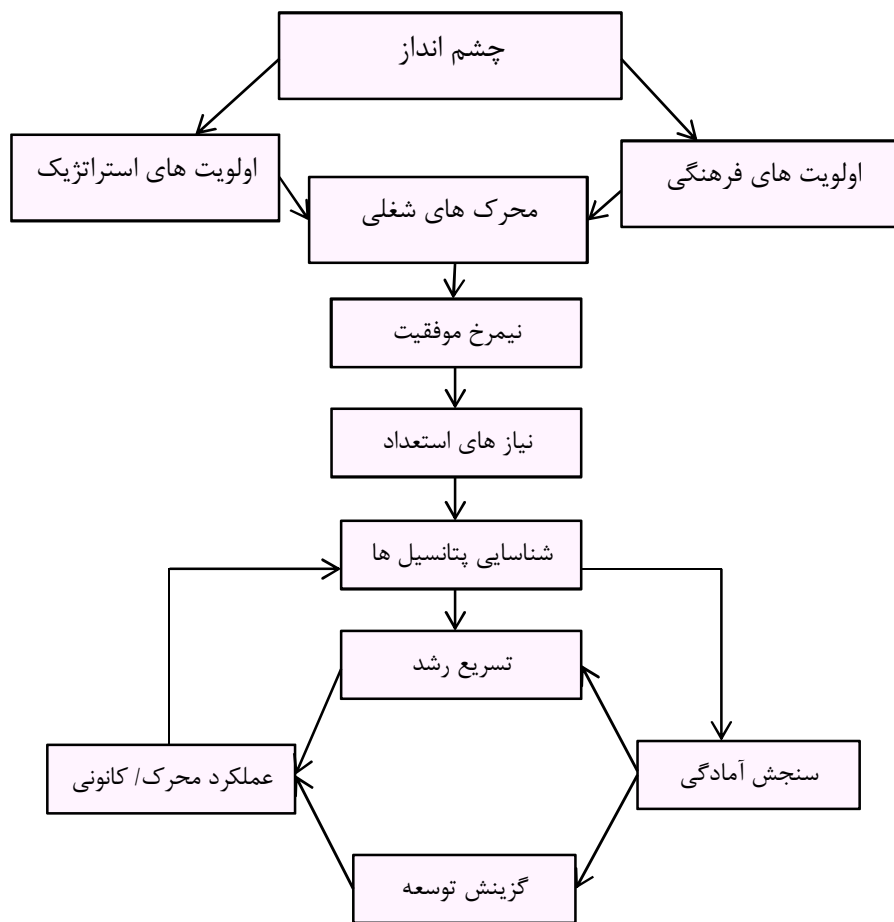 چشم انداز
اولویت های فرهنگی
اولویت های استراتژیک
محرک های شغلی
نیمرخ موفقیت
نیاز های استعداد
شناسایی پتانسیل ها
تسریع رشد
سنجش آمادگی
عملکرد محرک/ کانونی
گزینش توسعه